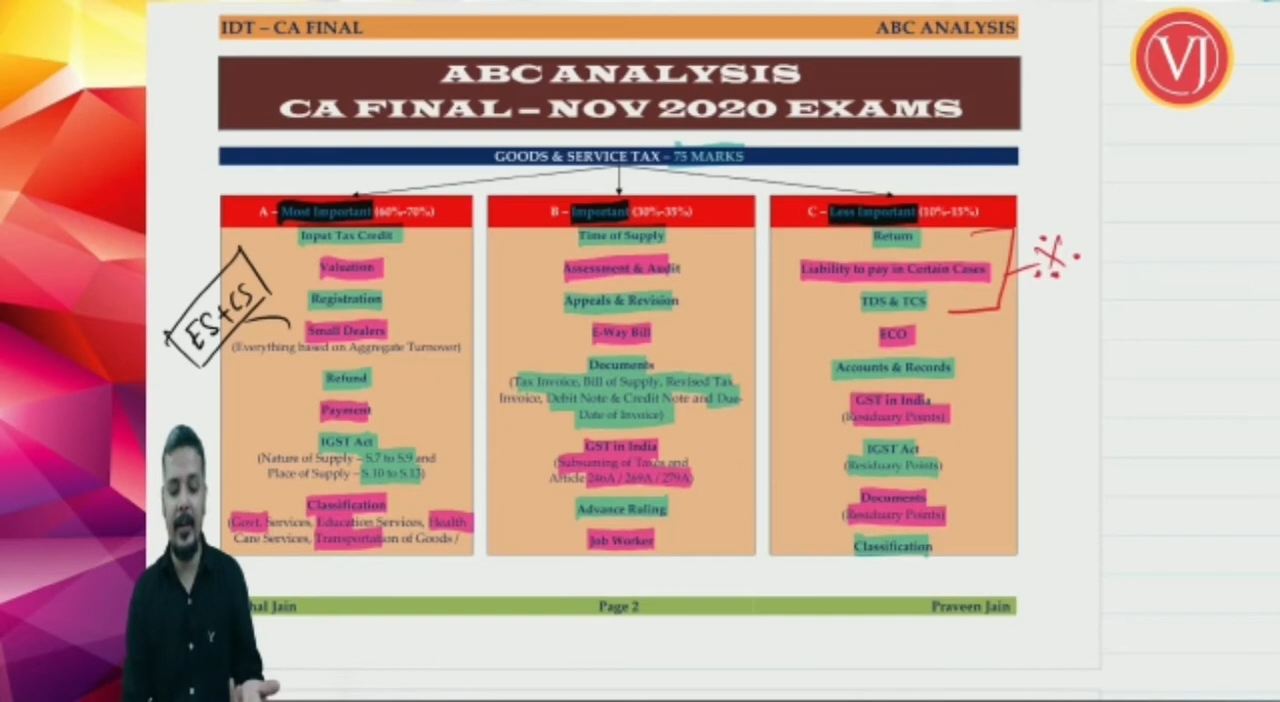 IDT – CA FINAL
ABC ANALYSIS
ABC ANALYSIS
CA FINAL – NOV 2020 EXAMS
GOODS & SERVICE TAX – 75 MARKS
A – Most Important (60%-70%)
Input Tax Credit
Valuation
Registration
Small Dealers
(Everything based on Aggregate Turnover)
Refund
Payment
IGST Act
(Nature of Supply – S.7 to S.9 and
Place of Supply – S.10 to S.13)
Classification
(Govt. Services, Education Services, Health
Care Services, Transportation of Goods /
ES+CS
B – Important (30%-35%)
Time of Supply
Assessment & Audit
Appeals & Revision
E-Way Bill
Documents
(Tax Invoice, Bill of Supply, Revised Tax
Invoice, Debit Note & Credit Note and Due-
Date of Invoice)
GST in India
(Subsuming of Taxes and
Article 246A / 269A / 279A)
Advance Ruling
Job Worker
C – Less Important (10%-15%)
Return
Liability to pay in Certain Cases
TDS & TCS
ECO
Accounts & Records
GST in India
(Residuary Points)
IGST Act
(Residuary Points)
Documents
(Residuary Points)
Classification
hal Jain
Page 2
Praveen Jain
VJ